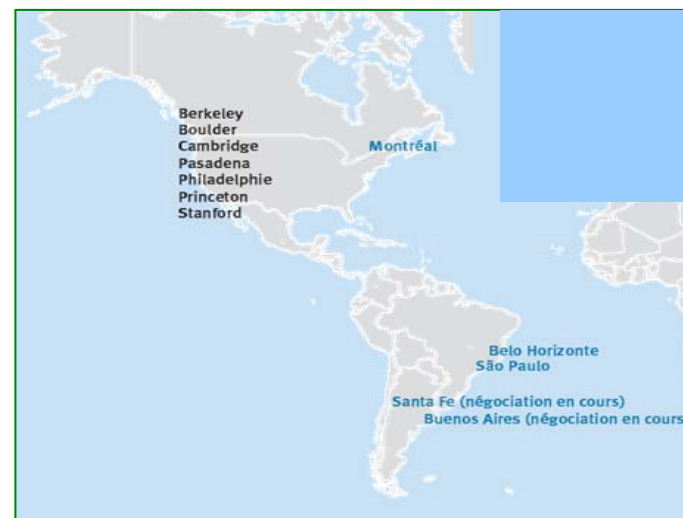 Berkeley
Boulder
Cambridge
Pasadena
Philadelphie
Princeton
Stanford
Montréal
Belo Horizonte
São Paulo
Santa Fe (négociation en cours)
Buenos Aires (négociation en cours